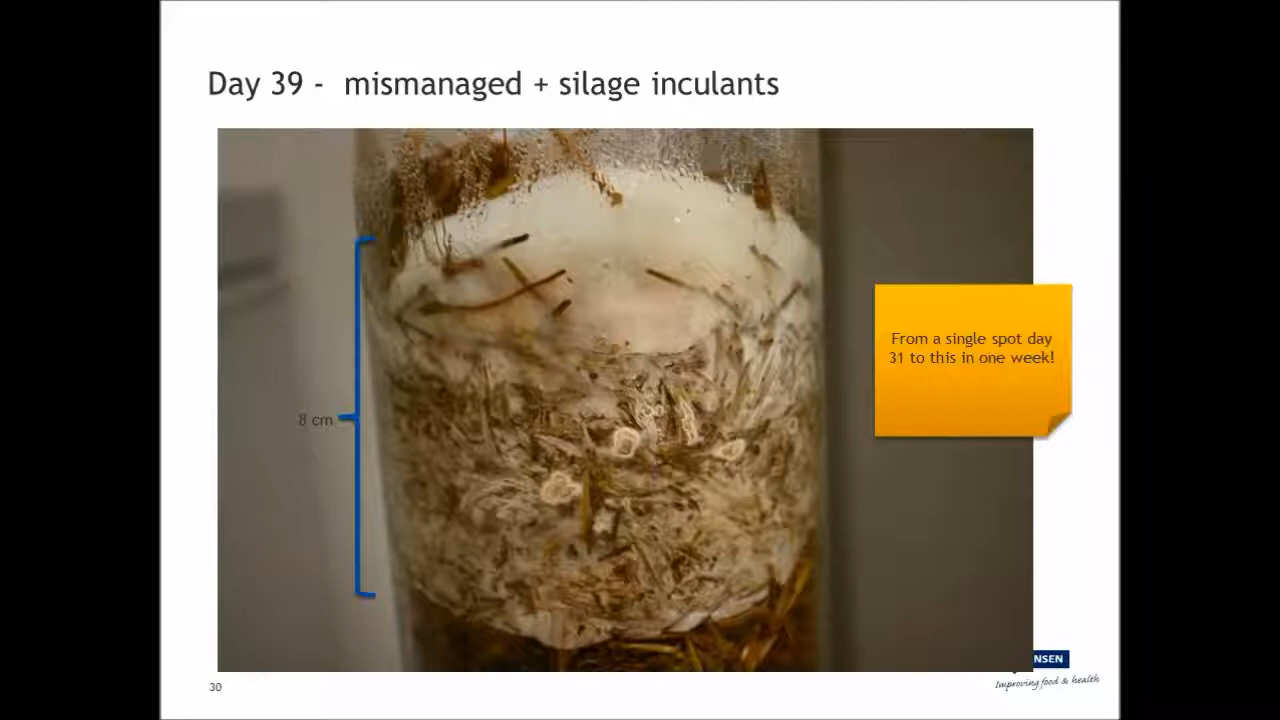 Day 39 - mismanaged + silage inculants
From a single spot day
31 to this in one week!
8 cm
NSEN
Improving food & health
30